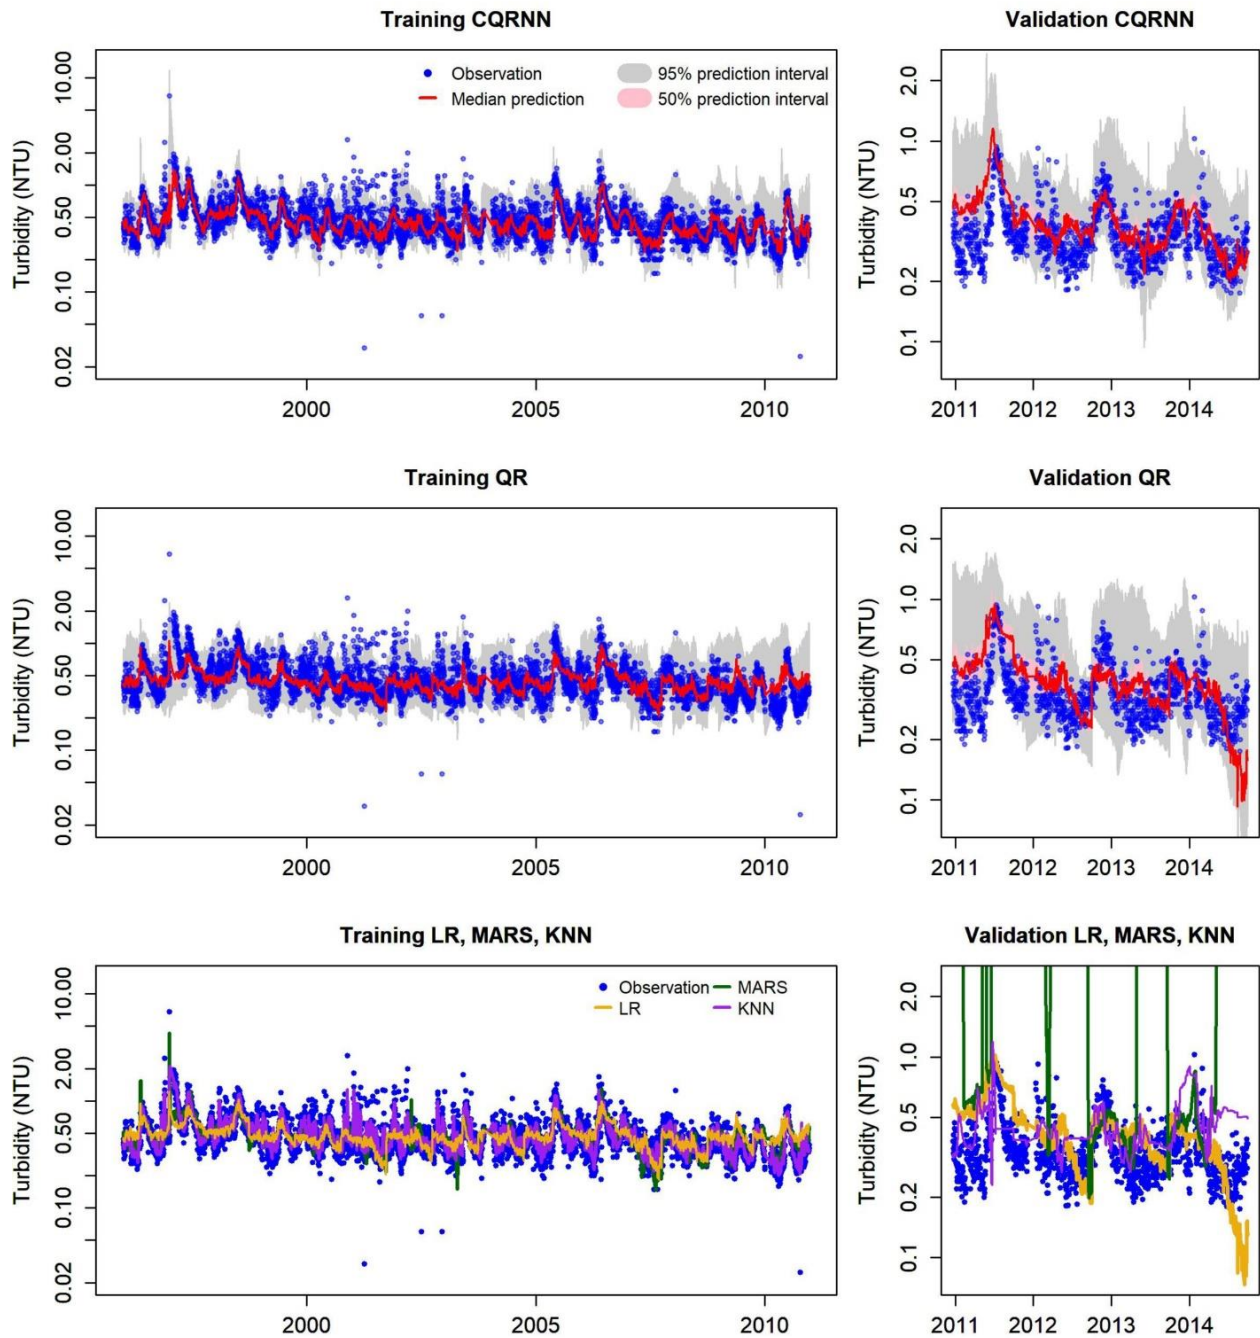 Training CQRNN
Validation CQRNN
Turbidity (NTU)
10.00
2.00
0.50
0.10
0.02
Observation
Median prediction
95% prediction interval
50% prediction interval
2000
2005
2010
Turbidity (NTU)
2.0
1.0
0.5
0.2
0.1
2011
2012
2013
2014
Training QR
Validation QR
Turbidity (NTU)
10.00
2.00
0.50
0.10
0.02
2000
2005
2010
Turbidity (NTU)
2.0
1.0
0.5
0.2
0.1
2011
2012
2013
2014
Training LR, MARS, KNN
Validation LR, MARS, KNN
Turbidity (NTU)
10.00
2.00
0.50
0.10
0.02
Observation
LR
MARS
KNN
2000
2005
2010
Turbidity (NTU)
2.0
1.0
0.5
0.2
0.1
2011
2012
2013
2014